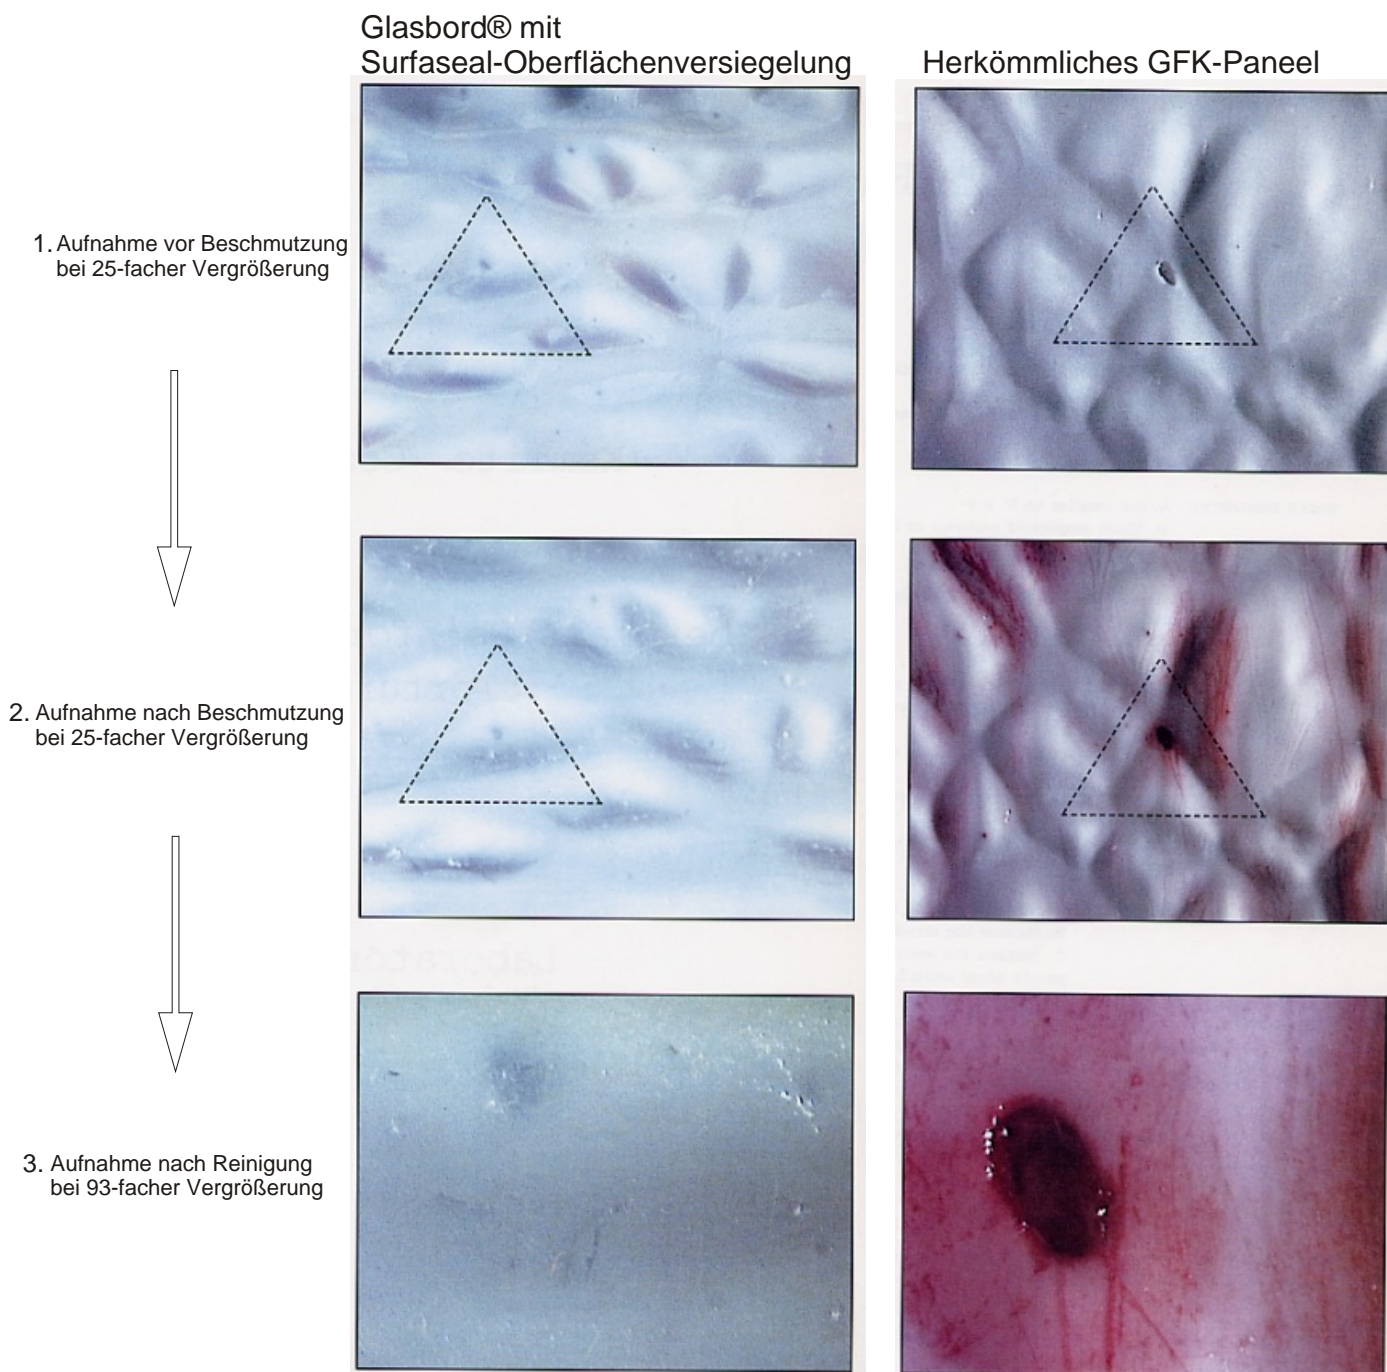 Glasbord® mit
Surfaseal-Oberflächenversiegelung
Herkömmliches GFK-Paneel
1. Aufnahme vor Beschmutzung
bei 25-facher Vergrößerung
2. Aufnahme nach Beschmutzung
bei 25-facher Vergrößerung
3. Aufnahme nach Reinigung
bei 93-facher Vergrößerung